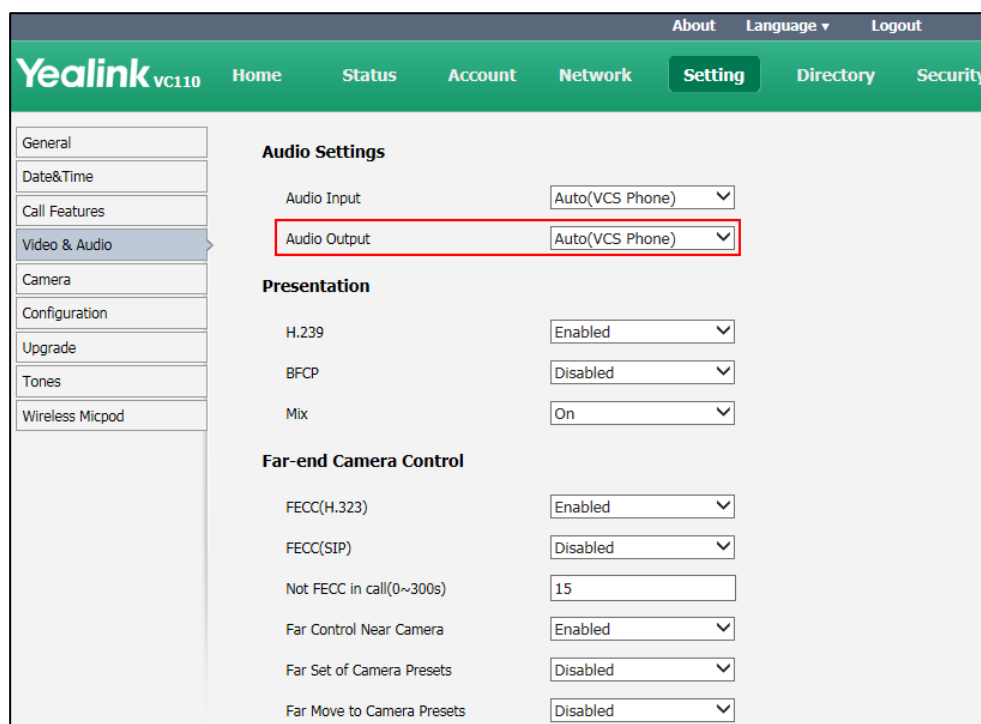 About Language ▾ Logout
Yealink VC110 Home Status Account Network Setting Directory Security
General
Date&Time
Call Features
Video & Audio
Camera
Configuration
Upgrade
Tones
Wireless Micpod
Audio Settings
Audio Input Auto(VCS Phone)
Audio Output Auto(VCS Phone)
Presentation
H.239 Enabled
BFCP Disabled
Mix On
Far-end Camera Control
FECC(H.323) Enabled
FECC(SIP) Disabled
Not FECC in call(0~300s) 15
Far Control Near Camera Enabled
Far Set of Camera Presets Disabled
Far Move to Camera Presets Disabled